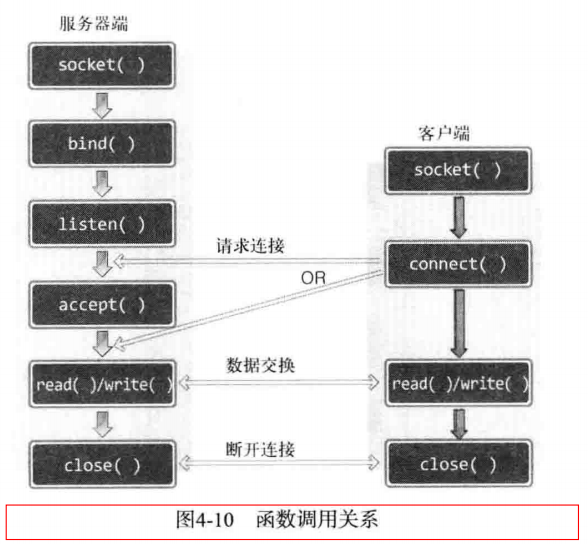 服务器端
socket( )
bind( )
listen( )
accept( )
read( )/write( )
close( )
客户端
socket( )
connect( )
read( )/write( )
close( )
请求连接
OR
数据交换
断开连接
图4-10 函数调用关系